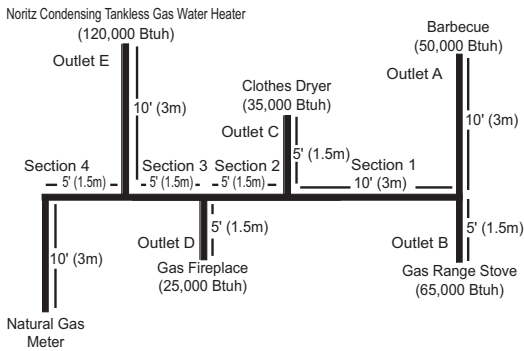 Noritz Condensing Tankless Gas Water Heater
(120,000 Btuh)
Outlet E
10' (3m)
Barbecue
(50,000 Btuh)
Outlet A
10' (3m)
Clothes Dryer
(35,000 Btuh)
Outlet C
5' (1.5m)
Section 4
5' (1.5m)
Section 3
5' (1.5m)
Section 2
5' (1.5m)
Section 1
10' (3m)
10' (3m)
Natural Gas
Meter
Outlet D
5' (1.5m)
Gas Fireplace
(25,000 Btuh)
Outlet B
5' (1.5m)
Gas Range Stove
(65,000 Btuh)